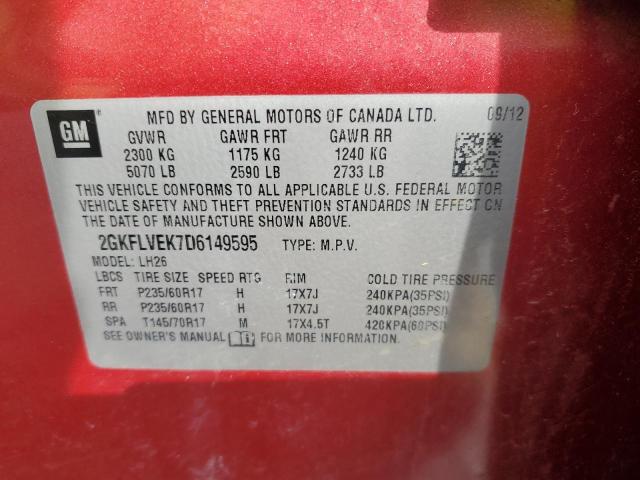 GM
MFD BY GENERAL MOTORS OF CANADA LTD. 09/12
GVWR GAWR FRT GAWR RR
2300 KG 1175 KG 1240 KG
5070 LB 2590 LB 2733 LB
THIS VEHICLE CONFORMS TO ALL APPLICABLE U.S. FEDERAL MOTOR
VEHICLE SAFETY AND THEFT PREVENTION STANDARDS IN EFFECT ON
THE DATE OF MANUFACTURE SHOWN ABOVE.
2GKFLVEK7D6149595 TYPE: M.P.V.
MODEL: LH26
LBCS TIRE SIZE SPEED RTG RIM COLD TIRE PRESSURE
FRT P235/60R17 H 17X7J 240KPA(35PSI)
RR P235/60R17 H 17X7J 240KPA(35PSI)
SPA T145/70R17 M 17X4.5T 420KPA(60PSI)
SEE OWNER'S MANUAL FOR MORE INFORMATION.